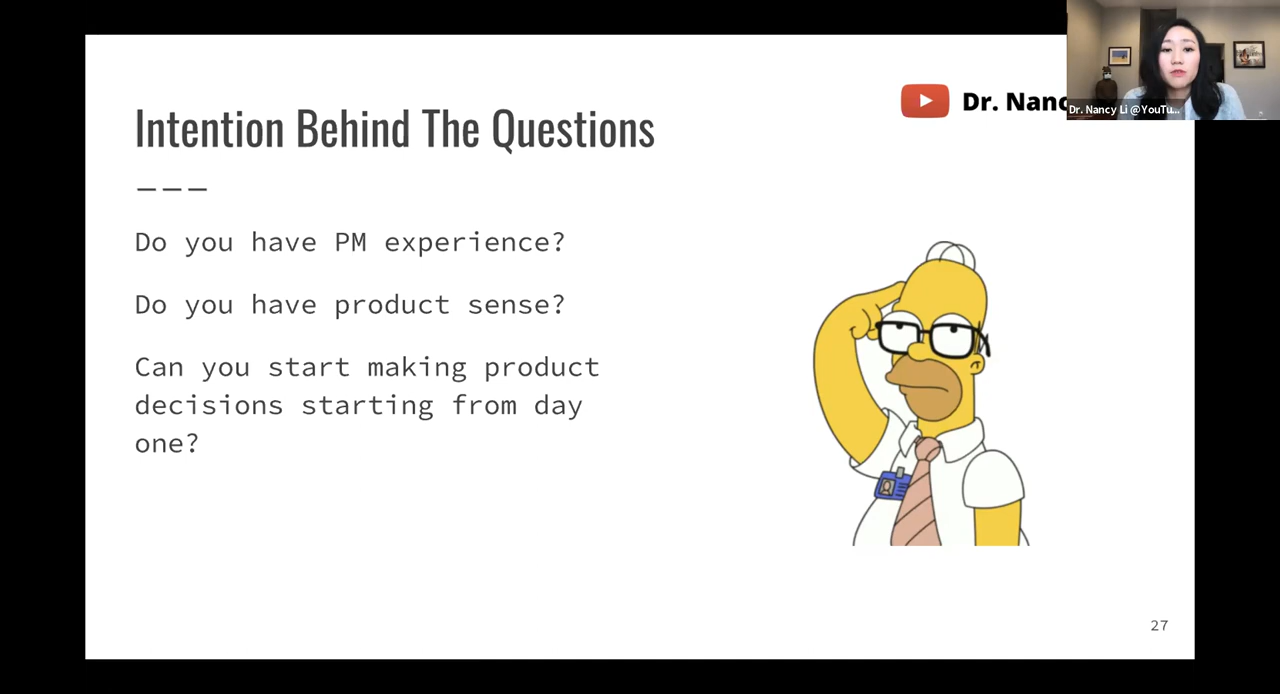 Intention Behind The Questions
Dr. Nanc
Dr. Nancy Li @YouTu...
Do you have PM experience?
Do you have product sense?
Can you start making product
decisions starting from day
one?
27